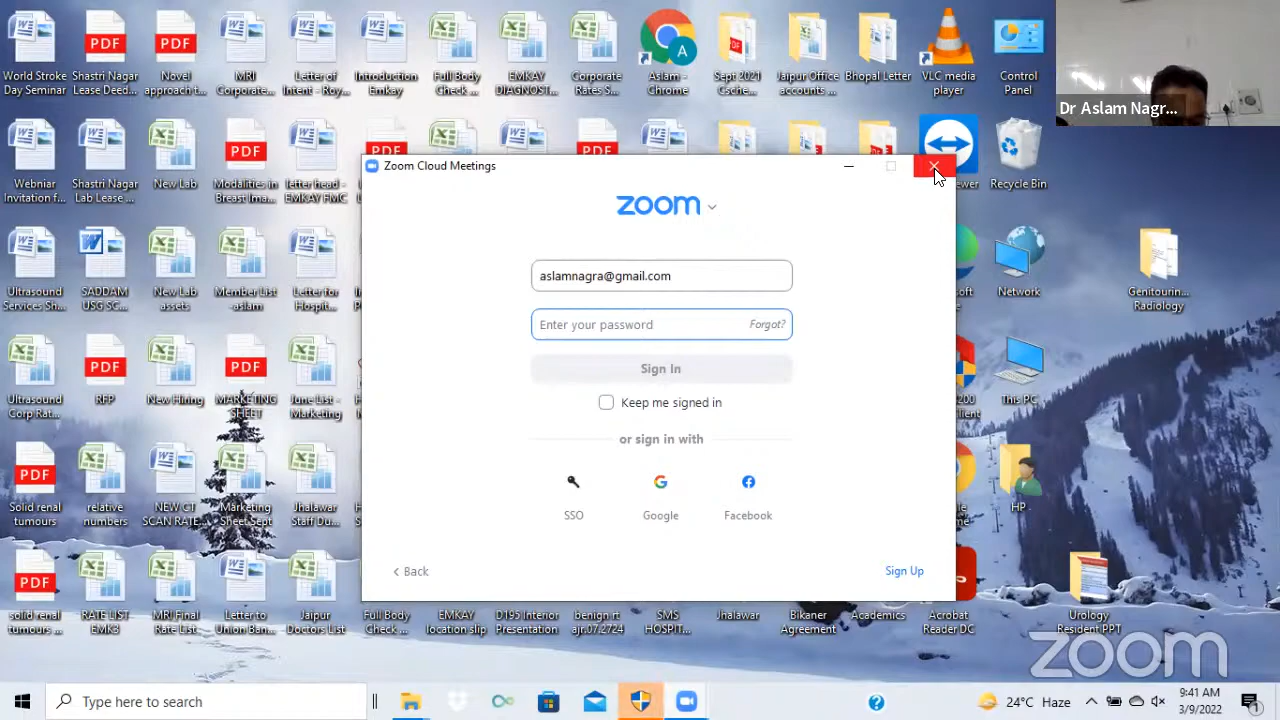 World Stroke
Day Seminar
Shastri Nagar
Lease Deed...
Novel
approach t...
MRI
Corporate...
Letter of
Intent - Roy...
Introduction
Emkay
Full Body
Check ...
EMKAY
DIAGNOST...
Corporate
Rates S...
Aslam -
Chrome
Sept 2021
Gsche...
Jaipur Office
accounts ...
Bhopal Letter
VLC media
player
Control
Panel
Dr Aslam Nagr...
Webniar
Invitation f...
Shastri Nagar
Lab Lease ...
New Lab
Modalities in
Breast Ima...
letter head -
EMKAY FMC
Recycle Bin
Zoom Cloud Meetings
zoom
aslamnagra@gmail.com
Enter your password
Forgot?
Sign In
Keep me signed in
or sign in with
SSO
Google
Facebook
Back
Sign Up
Ultrasound
Services Sh...
SADDAM
USG SC...
New Lab
assets
Member List
-aslam
Letter for
Hospit...
Network
Genitourin...
Radiology
Ultrasound
Corp Rat...
RFP
New Hiring
MARKETING
SHEET
June List -
Marketing
This PC
Solid renal
tumours
relative
numbers
NEW CT
SCAN RATE...
Marketing
Sheet Sept
Jhalawar
Staff Du...
HP
solid renal
tumours ...
RATE LIST
EMK3
MRI Final
Rate List
Letter to
Union Ban...
Jaipur
Doctors List
Full Body
Check ...
EMKAY
location slip
D195 Interior
Presentation
benign rt
ajr.07.2724
SMS
HOSPIT...
Jhalawar
Bikaner
Agreement
Academics
Acrobat
Reader DC
Urology
Resident PPT
zoom
Type here to search
24°C Haze
9:41 AM
3/9/2022